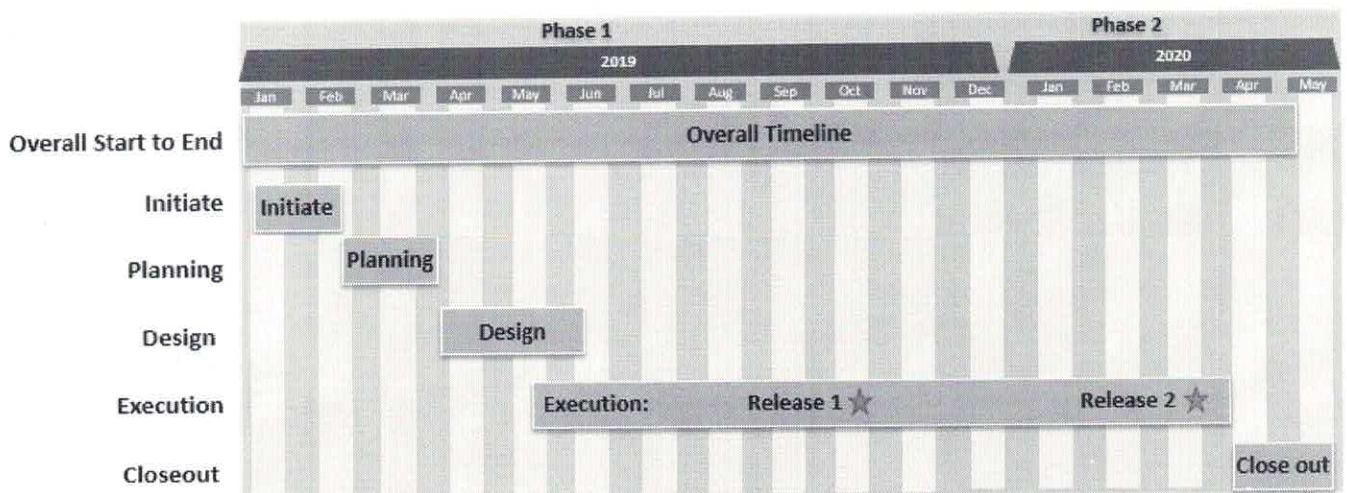 Phase 1 Phase 2
2019 2020
Jan Feb Mar Apr May Jun Jul Aug Sep Oct Nov Dec Jan Feb Mar Apr May
Overall Start to End Overall Timeline
Initiate Initiate
Planning Planning
Design Design
Execution Execution: Release 1 Release 2
Closeout Close out